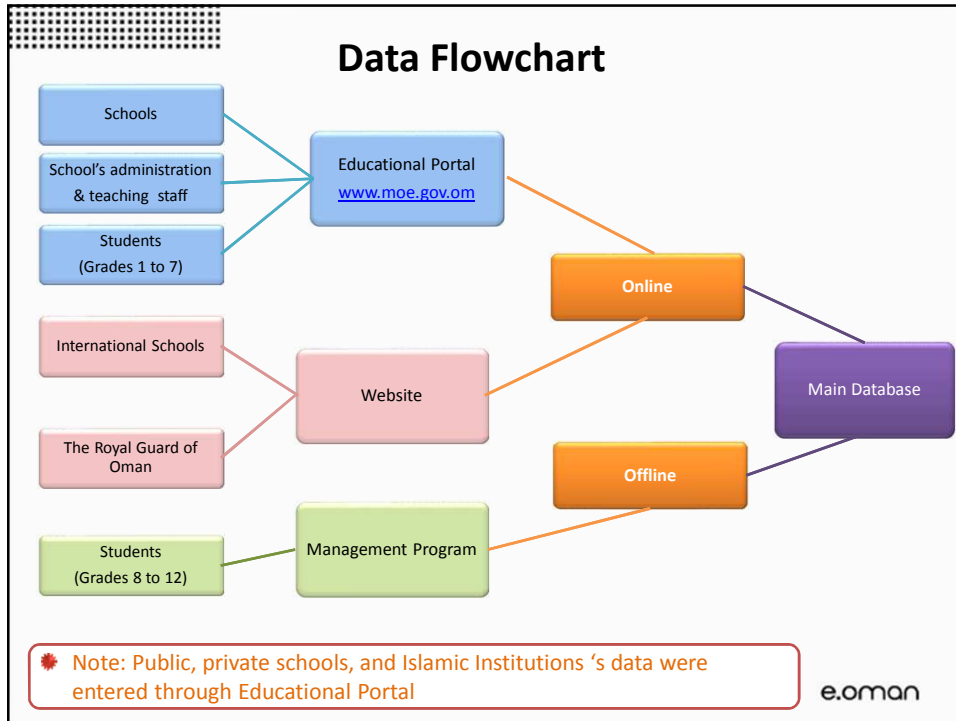 Data Flowchart
Schools
School’s administration
& teaching staff
Students
(Grades 1 to 7)
Educational Portal
www.moe.gov.om
Online
International Schools
Website
Main Database
The Royal Guard of
Oman
Offline
Students
(Grades 8 to 12)
Management Program
Note: Public, private schools, and Islamic Institutions ‘s data were
entered through Educational Portal
e.oman